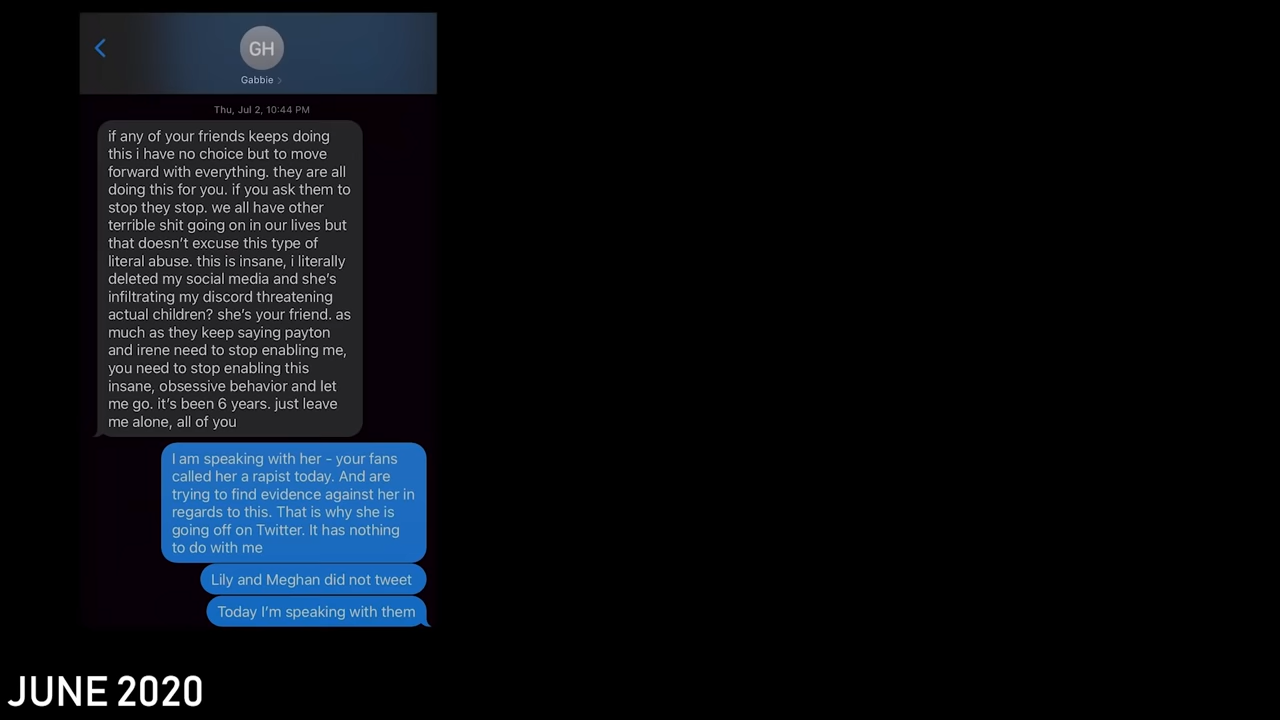 GH
Gabbie >
Thu, Jul 2, 10:44 PM
if any of your friends keeps doing
this i have no choice but to move
forward with everything. they are all
doing this for you. if you ask them to
stop they stop. we all have other
terrible shit going on in our lives but
that doesn’t excuse this type of
literal abuse. this is insane, i literally
deleted my social media and she’s
infiltrating my discord threatening
actual children? she’s your friend. as
much as they keep saying payton
and irene need to stop enabling me,
you need to stop enabling this
insane, obsessive behavior and let
me go. it’s been 6 years. just leave
me alone, all of you
I am speaking with her - your fans
called her a rapist today. And are
trying to find evidence against her in
regards to this. That is why she is
going off on Twitter. It has nothing
to do with me
Lily and Meghan did not tweet
Today I’m speaking with them
JUNE 2020